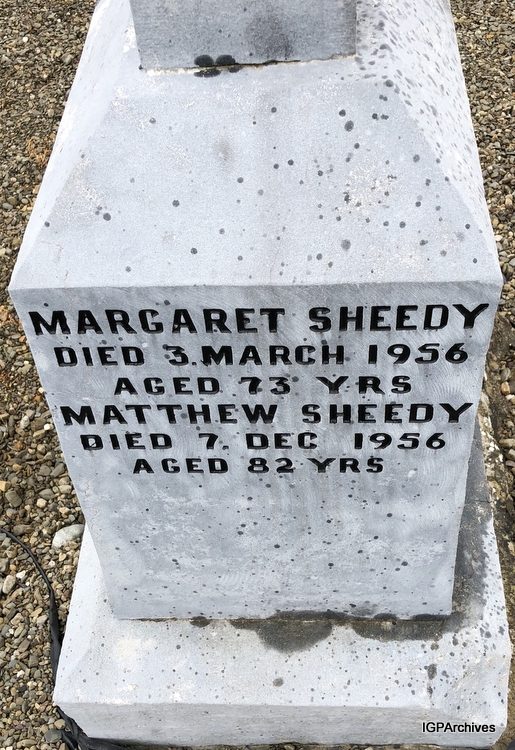 MARGARET SHEEDY
DIED 3. MARCH 1956
AGED 73 YRS
MATTHEW SHEEDY
DIED 7. DEC 1956
AGED 82 YRS
IGPArchives